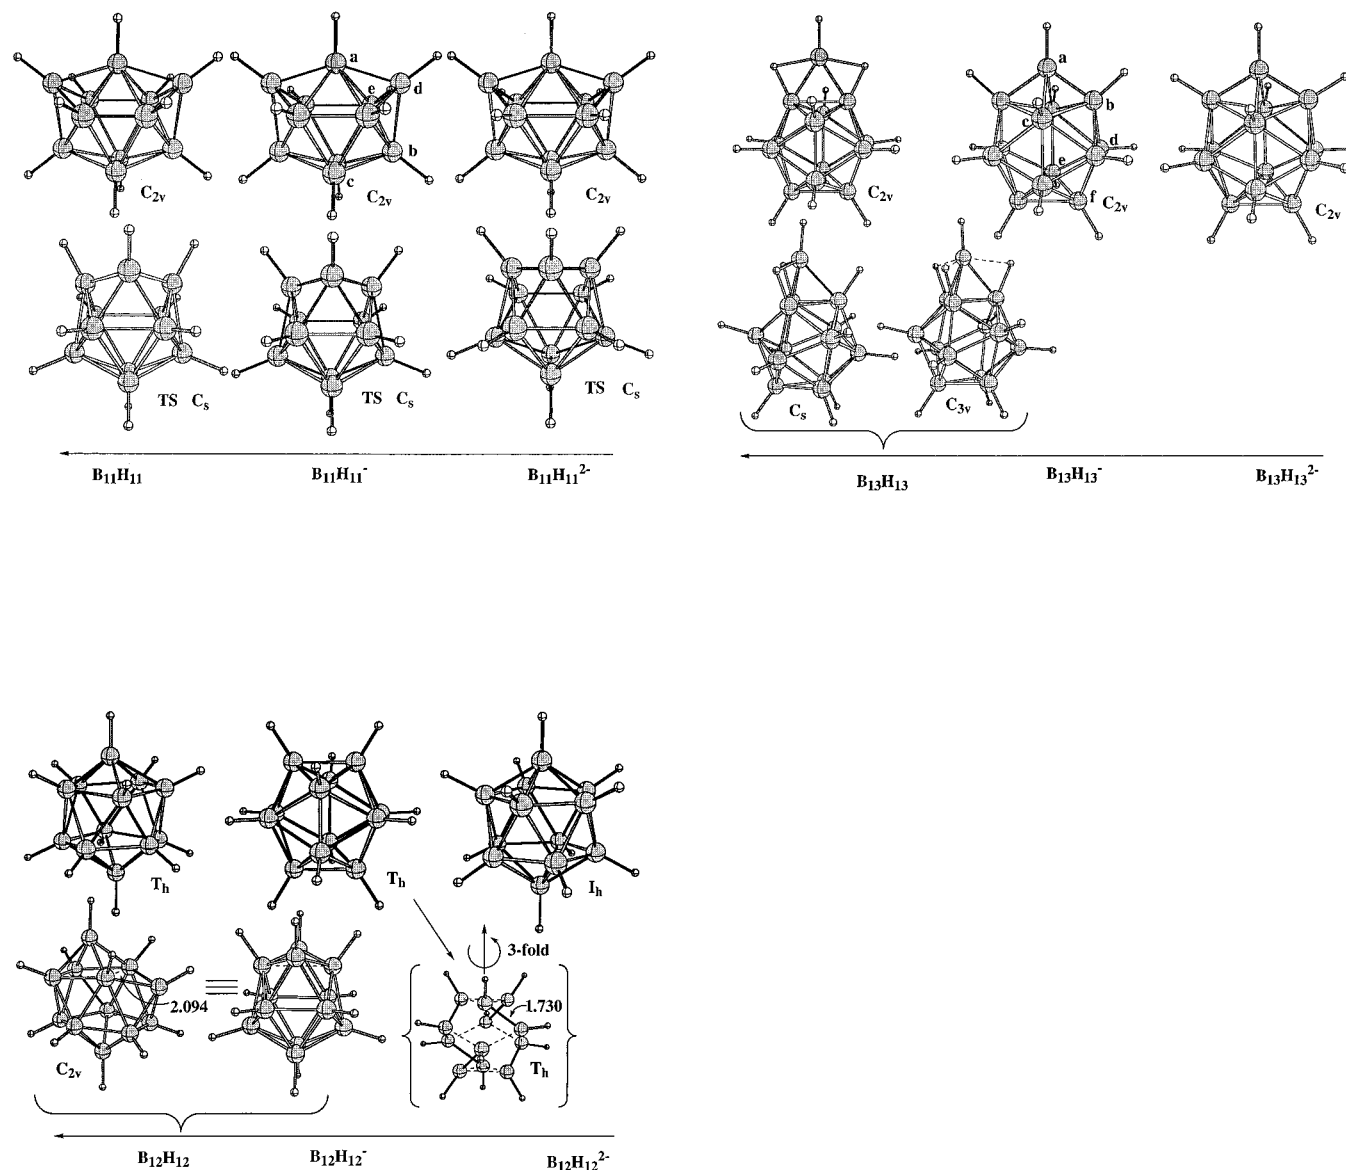 a
e
d
b
c
C2v
C2v
C2v
TS Cs
TS Cs
TS Cs
B11H11
B11H11-
B11H112-
a
b
c
d
e
f
C2v
C2v
C2v
Cs
C3v
B13H13
B13H13-
B13H132-
Th
Th
Ih
3-fold
2.094
1.730
C2v
Th
B12H12
B12H12-
B12H122-